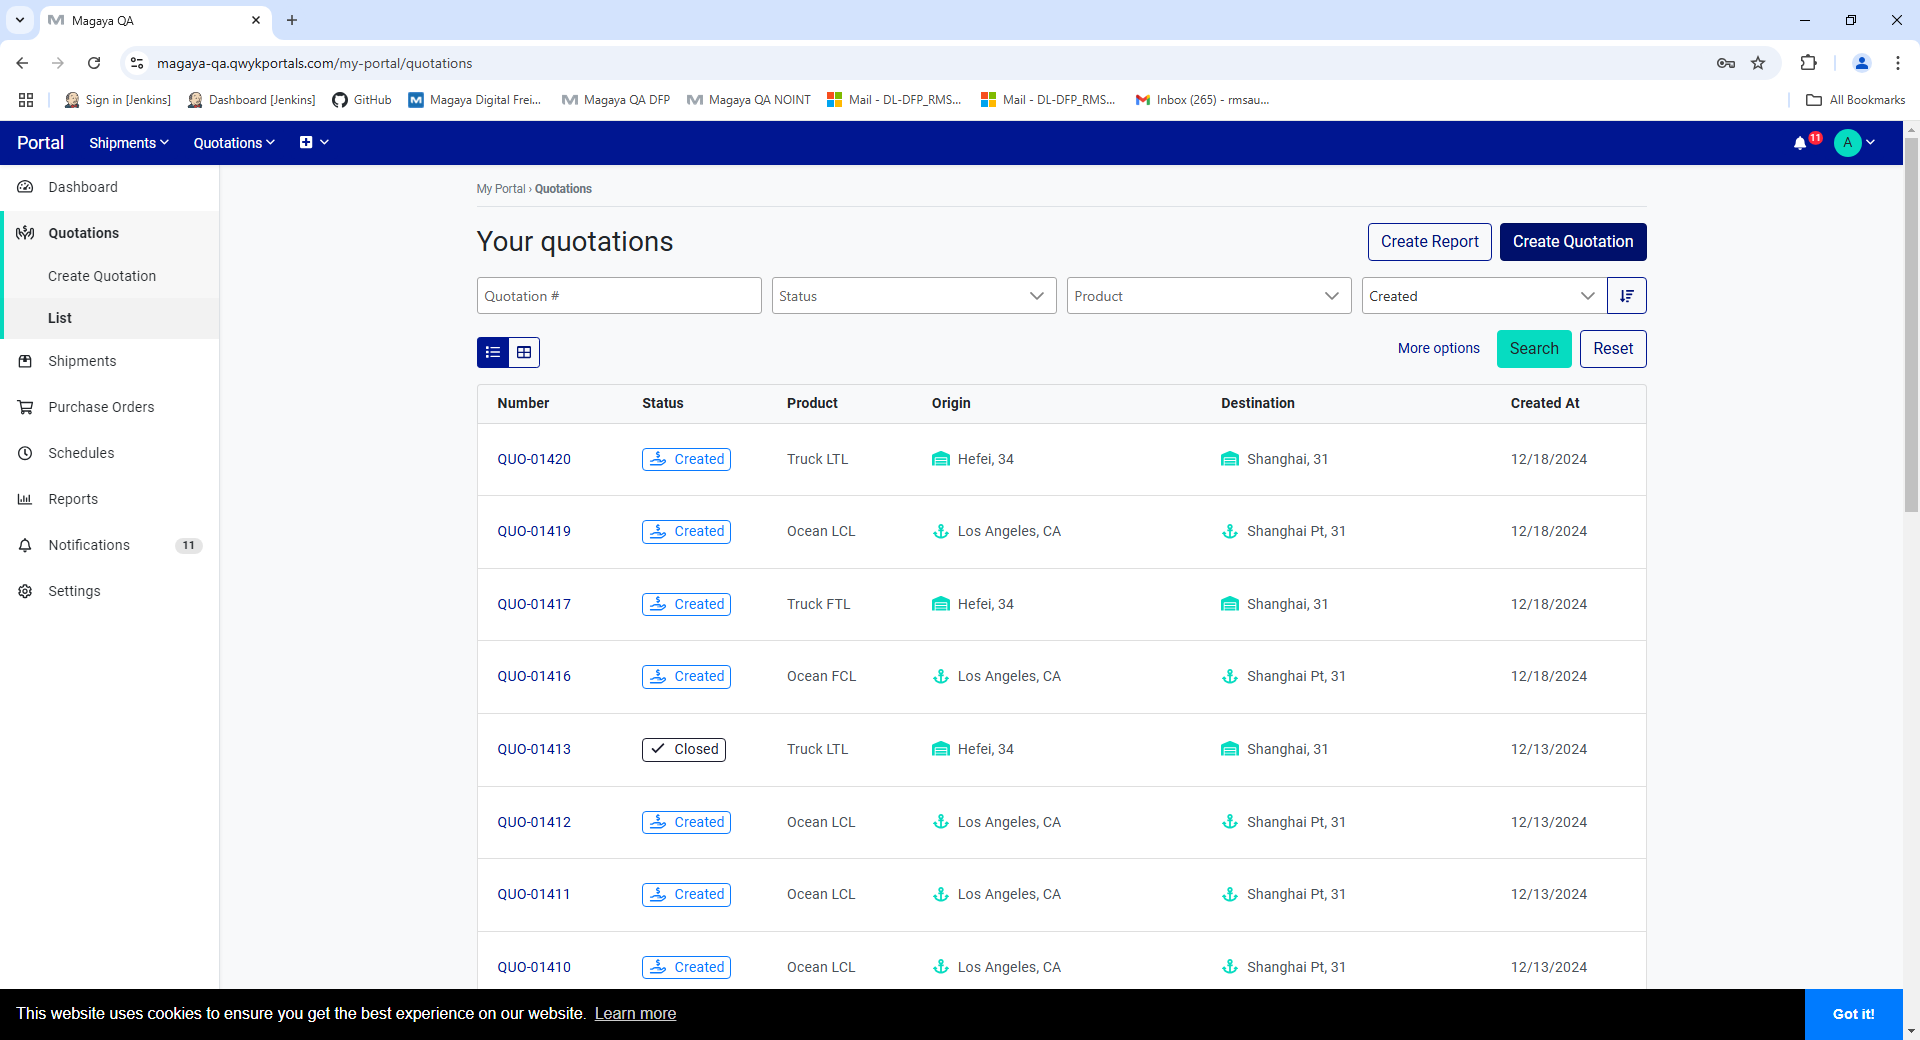 Magaya QA
magaya-qa.qwykportals.com/my-portal/quotations
Sign in [Jenkins]
Dashboard [Jenkins]
GitHub
Magaya Digital Frei...
Magaya QA DFP
Magaya QA NOINT
Mail - DL-DFP_RMS...
Mail - DL-DFP_RMS...
Inbox (265) - rmsau...
All Bookmarks
Portal
Shipments
Quotations
11
A
Dashboard
Quotations
Create Quotation
List
Shipments
Purchase Orders
Schedules
Reports
Notifications 11
Settings
My Portal › Quotations
Your quotations
Create Report
Create Quotation
Quotation #
Status
Product
Created
More options
Search
Reset
Number Status Product Origin Destination Created At
QUO-01420 Created Truck LTL Hefei, 34 Shanghai, 31 12/18/2024
QUO-01419 Created Ocean LCL Los Angeles, CA Shanghai Pt, 31 12/18/2024
QUO-01417 Created Truck FTL Hefei, 34 Shanghai, 31 12/18/2024
QUO-01416 Created Ocean FCL Los Angeles, CA Shanghai Pt, 31 12/18/2024
QUO-01413 Closed Truck LTL Hefei, 34 Shanghai, 31 12/13/2024
QUO-01412 Created Ocean LCL Los Angeles, CA Shanghai Pt, 31 12/13/2024
QUO-01411 Created Ocean LCL Los Angeles, CA Shanghai Pt, 31 12/13/2024
QUO-01410 Created Ocean LCL Los Angeles, CA Shanghai Pt, 31 12/13/2024
This website uses cookies to ensure you get the best experience on our website. Learn more
Got it!